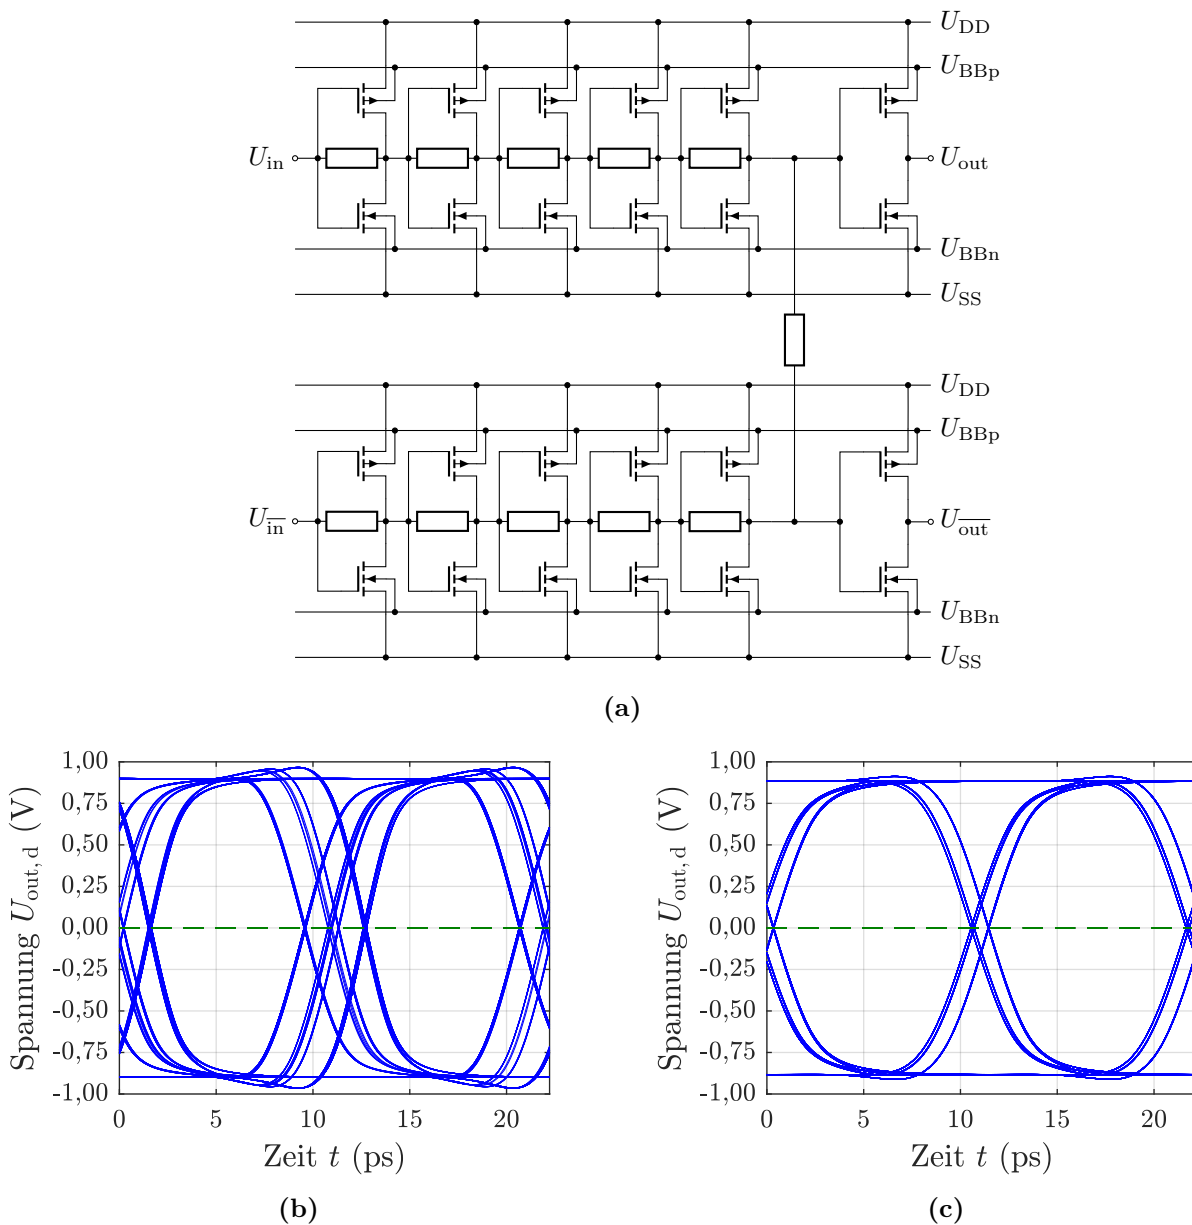 U_DD
U_BBp
U_in U_out
U_BBn
U_SS
U_DD
U_BBp
U_i̅n̅ U_o̅u̅t̅
U_BBn
U_SS
(a)
Spannung U_out, d (V)
1,00
0,75
0,50
0,25
0,00
-0,25
-0,50
-0,75
-1,00
0 5 10 15 20
Zeit t (ps)
(b)
Spannung U_out, d (V)
1,00
0,75
0,50
0,25
0,00
-0,25
-0,50
-0,75
-1,00
0 5 10 15 20
Zeit t (ps)
(c)